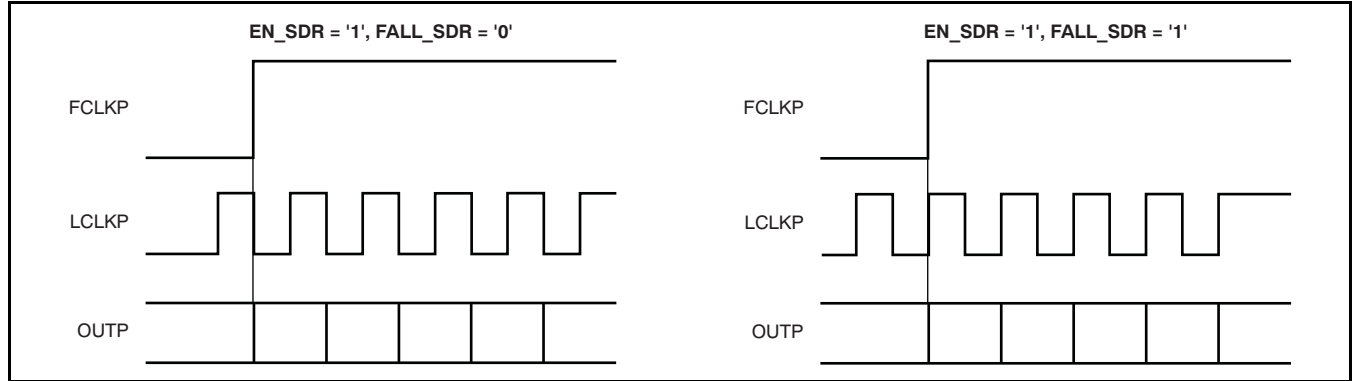 EN_SDR = '1', FALL_SDR = '0'
FCLKP
LCLKP
OUTP
EN_SDR = '1', FALL_SDR = '1'
FCLKP
LCLKP
OUTP